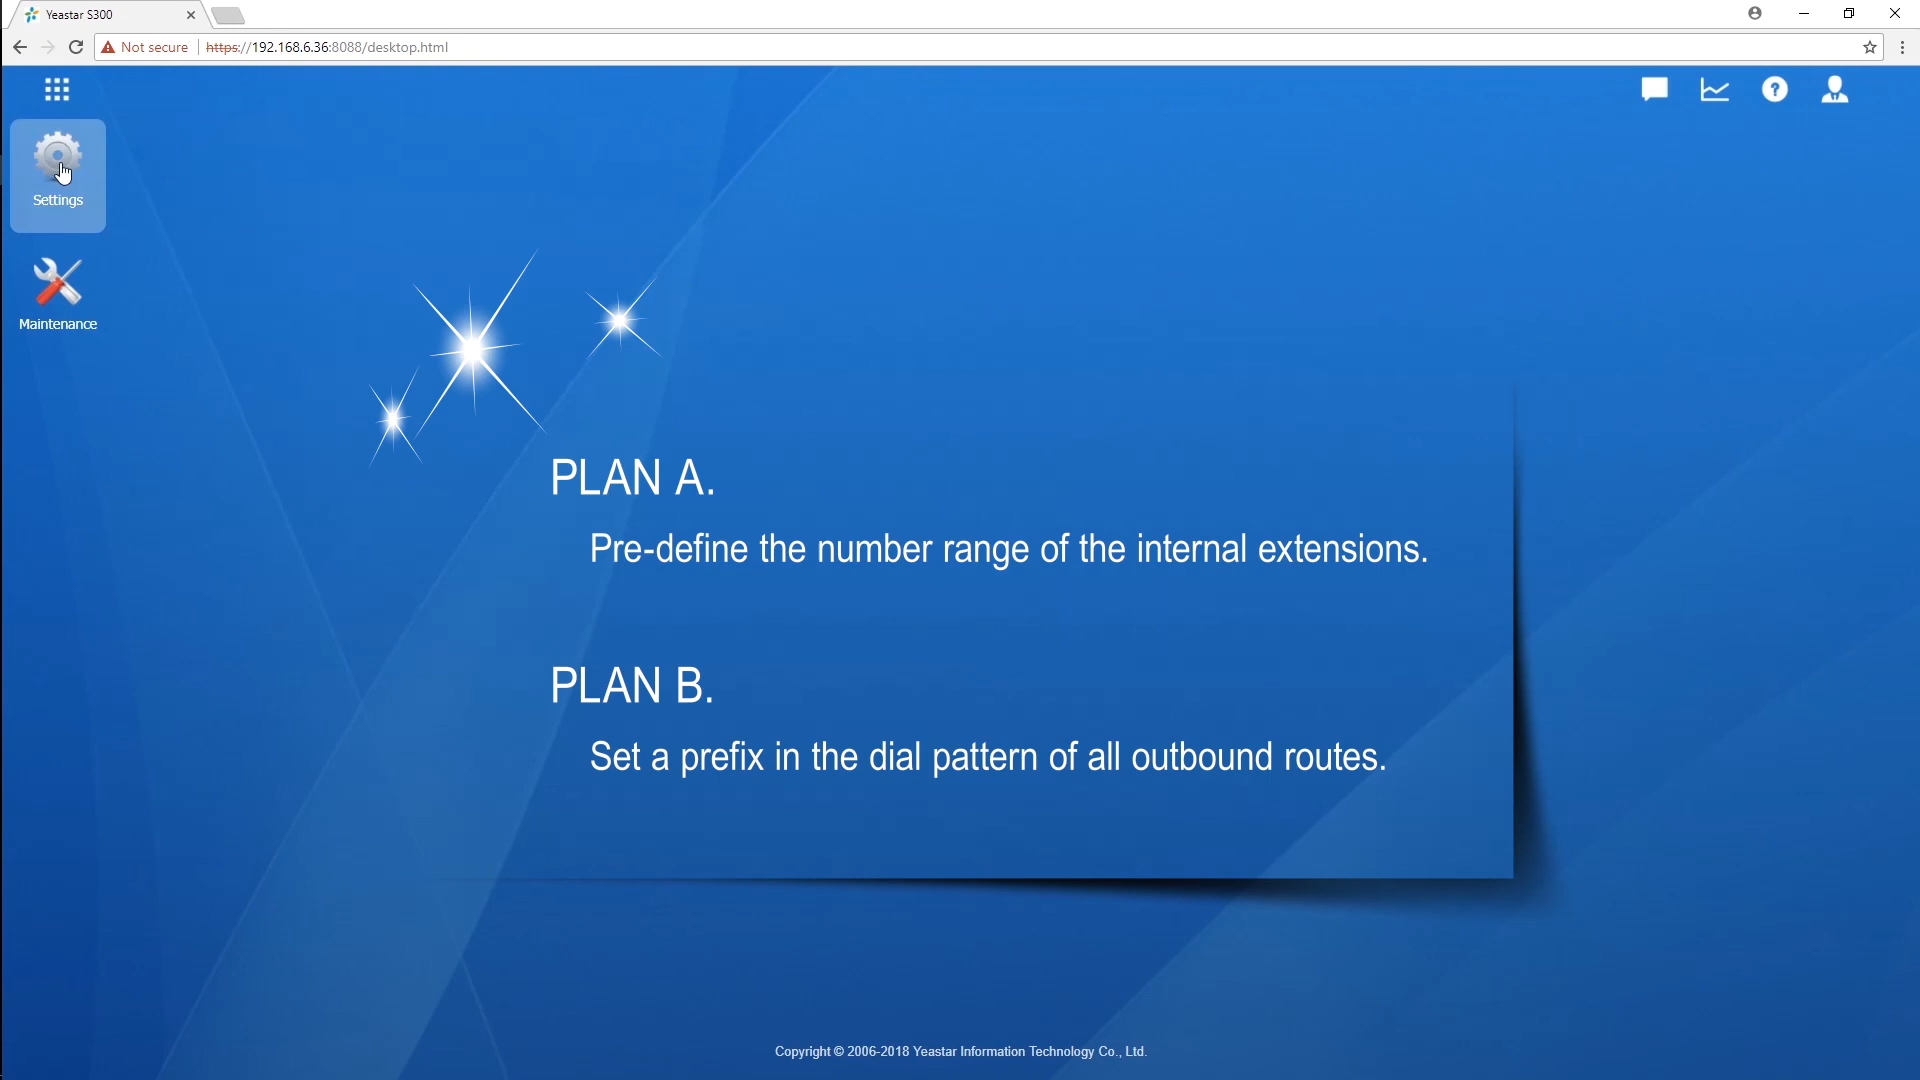 Yeastar S300
Not secure
https://192.168.6.36:8088/desktop.html
?
Settings
Maintenance
PLAN A.
Pre-define the number range of the internal extensions.
PLAN B.
Set a prefix in the dial pattern of all outbound routes.
Copyright © 2006-2018 Yeastar Information Technology Co., Ltd.